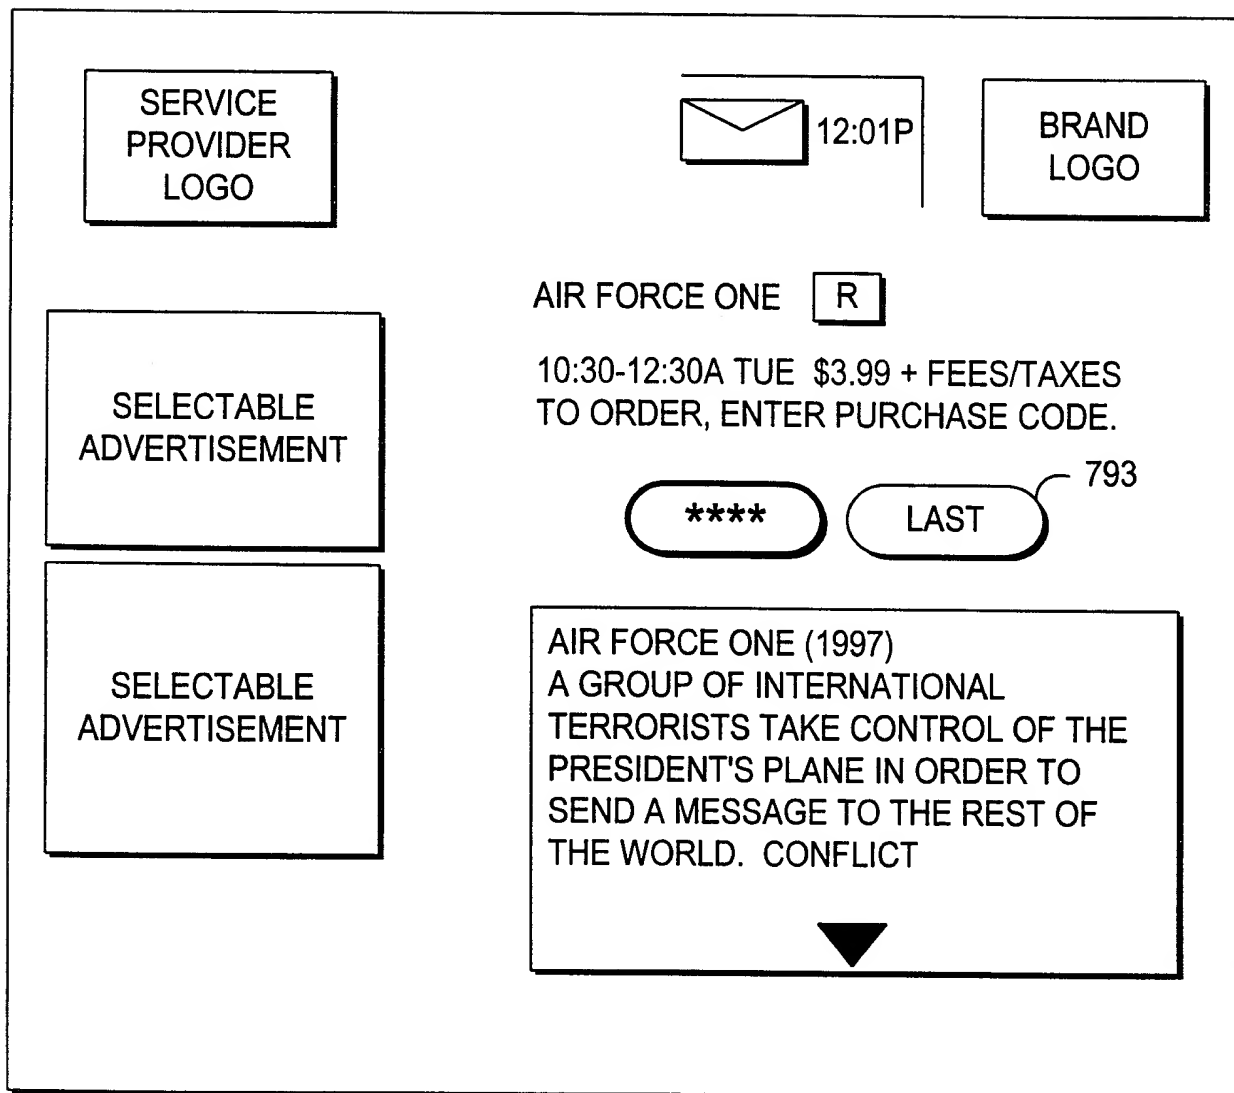 SERVICE
PROVIDER
LOGO
12:01P
BRAND
LOGO
AIR FORCE ONE R
10:30-12:30A TUE $3.99 + FEES/TAXES
TO ORDER, ENTER PURCHASE CODE.
SELECTABLE
ADVERTISEMENT
**** LAST 793
AIR FORCE ONE (1997)
A GROUP OF INTERNATIONAL
TERRORISTS TAKE CONTROL OF THE
PRESIDENT'S PLANE IN ORDER TO
SEND A MESSAGE TO THE REST OF
THE WORLD. CONFLICT
SELECTABLE
ADVERTISEMENT